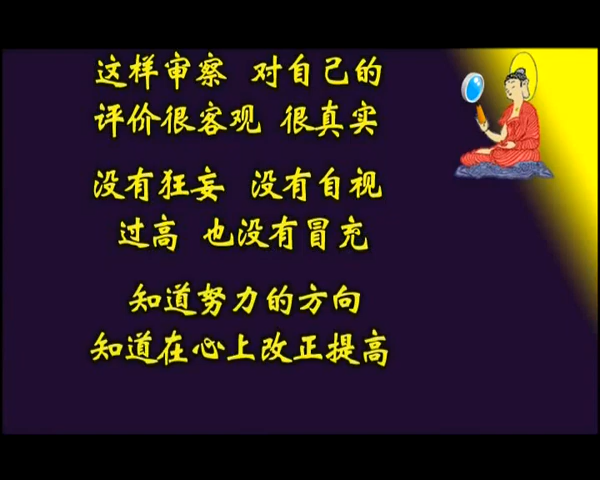 这样审察 对自己的
评价很客观 很真实
没有狂妄 没有自视
过高 也没有冒充
知道努力的方向
知道在心上改正提高